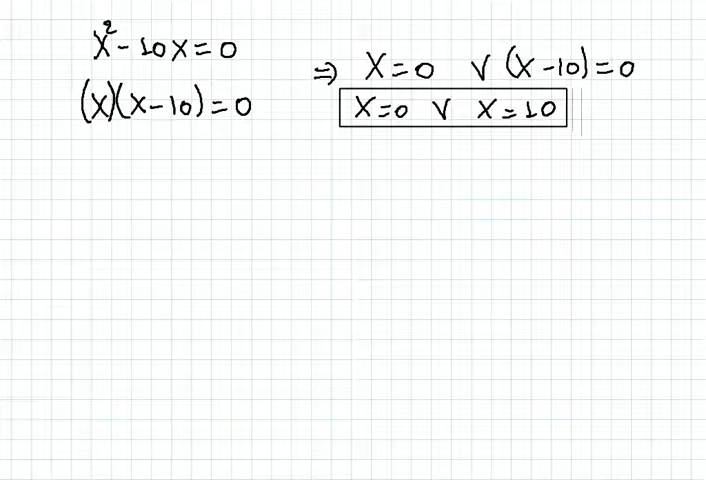 x² - 10x = 0
(x)(x - 10) = 0
⇒ x = 0 ∨ (x - 10) = 0
x = 0 ∨ x = 10